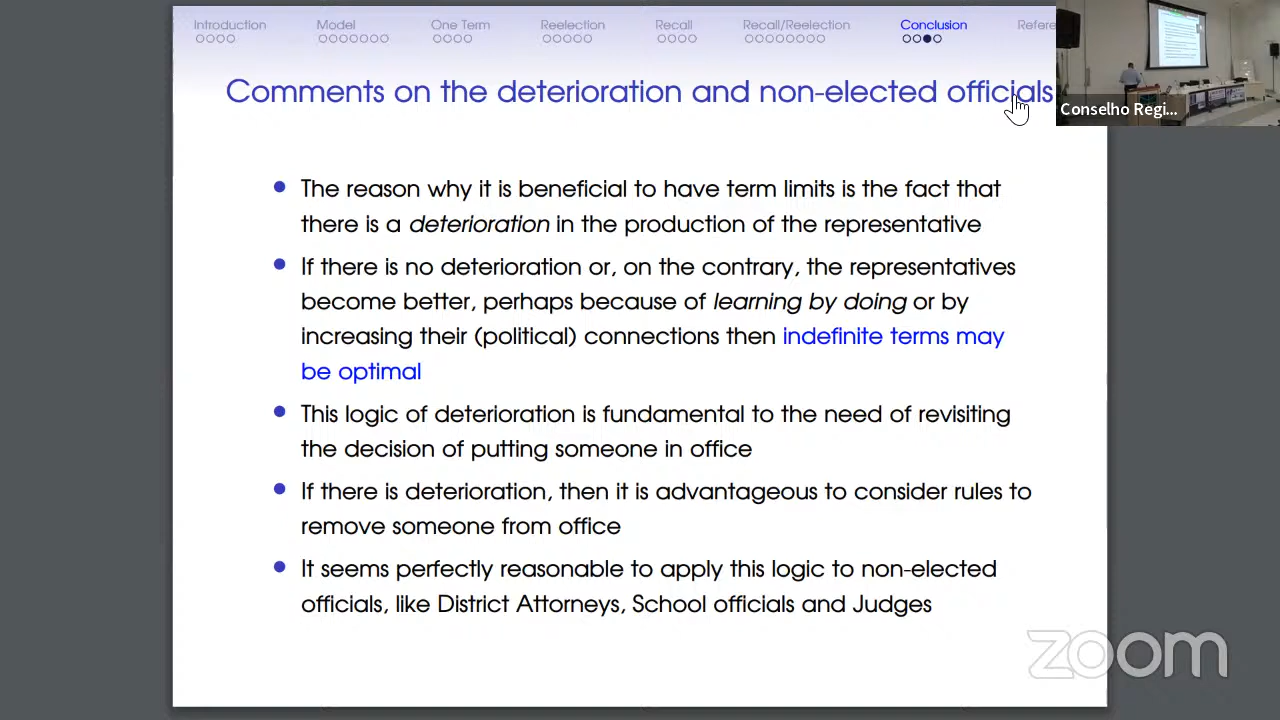 Introduction Model One Term Reelection Recall Recall/Reelection Conclusion Refere
Conselho Regi...
Comments on the deterioration and non-elected officials
• The reason why it is beneficial to have term limits is the fact that
there is a deterioration in the production of the representative
• If there is no deterioration or, on the contrary, the representatives
become better, perhaps because of learning by doing or by
increasing their (political) connections then indefinite terms may
be optimal
• This logic of deterioration is fundamental to the need of revisiting
the decision of putting someone in office
• If there is deterioration, then it is advantageous to consider rules to
remove someone from office
• It seems perfectly reasonable to apply this logic to non-elected
officials, like District Attorneys, School officials and Judges
zoom